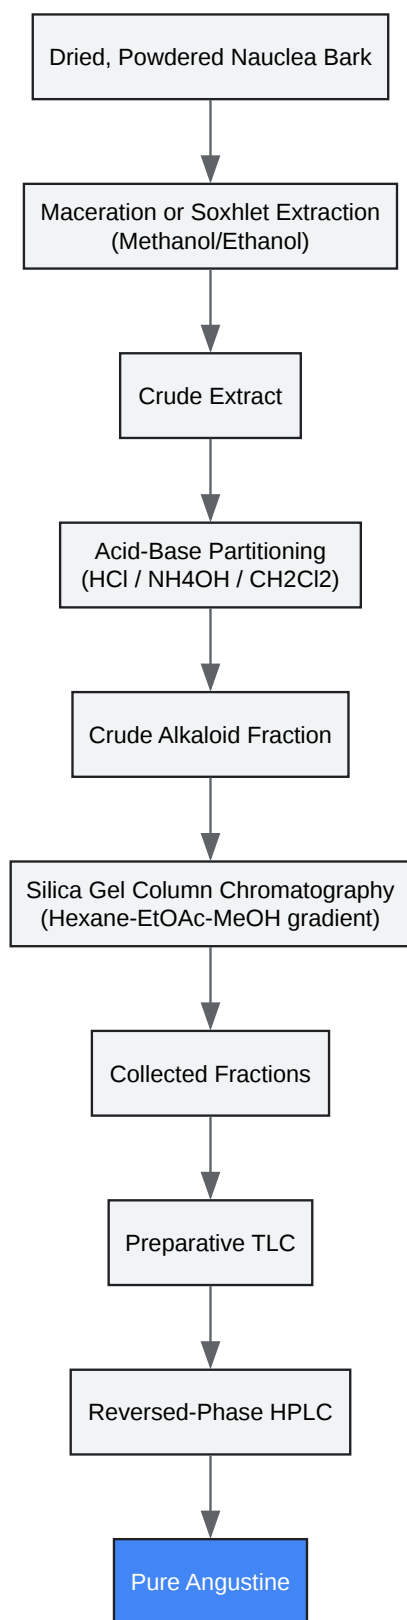 Dried, Powdered Nauclea Bark
Maceration or Soxhlet Extraction
(Methanol/Ethanol)
Crude Extract
Acid-Base Partitioning
(HCl / NH4OH / CH2Cl2)
Crude Alkaloid Fraction
Silica Gel Column Chromatography
(Hexane-EtOAc-MeOH gradient)
Collected Fractions
Preparative TLC
Reversed-Phase HPLC
Pure Angustine